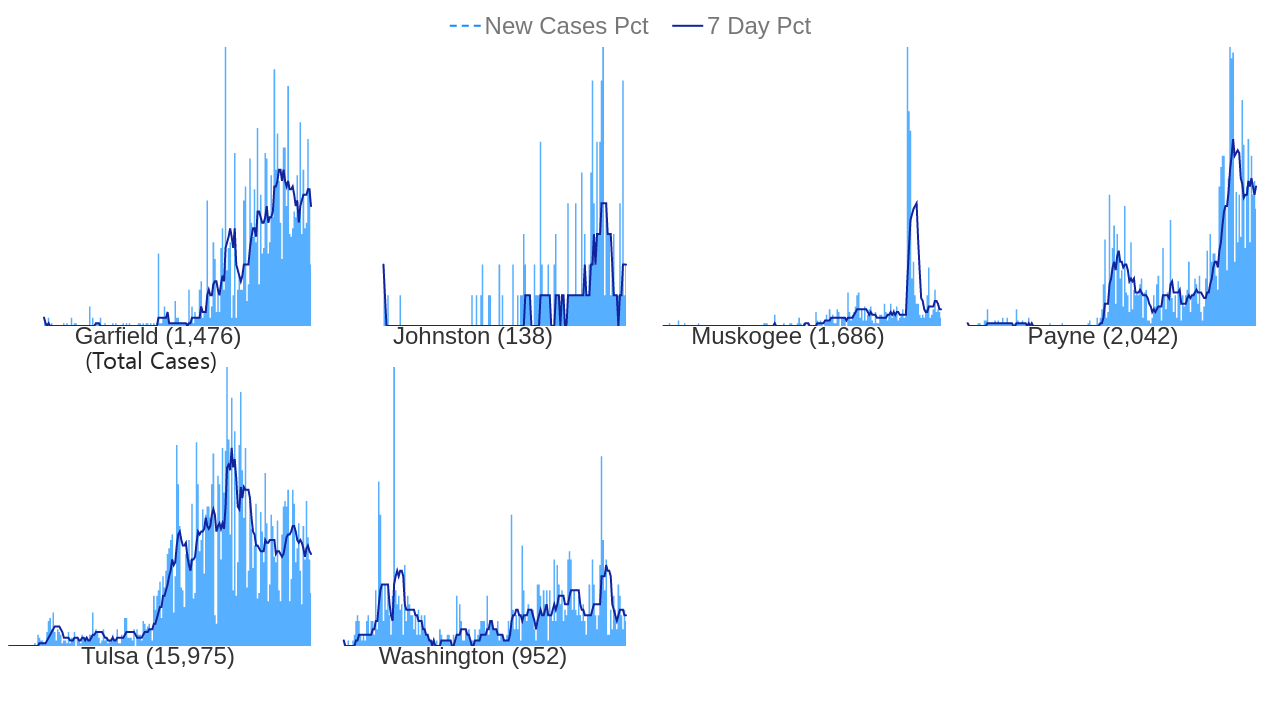 New Cases Pct 7 Day Pct
Garfield (1,476)
(Total Cases)
Johnston (138)
Muskogee (1,686)
Payne (2,042)
Tulsa (15,975)
Washington (952)